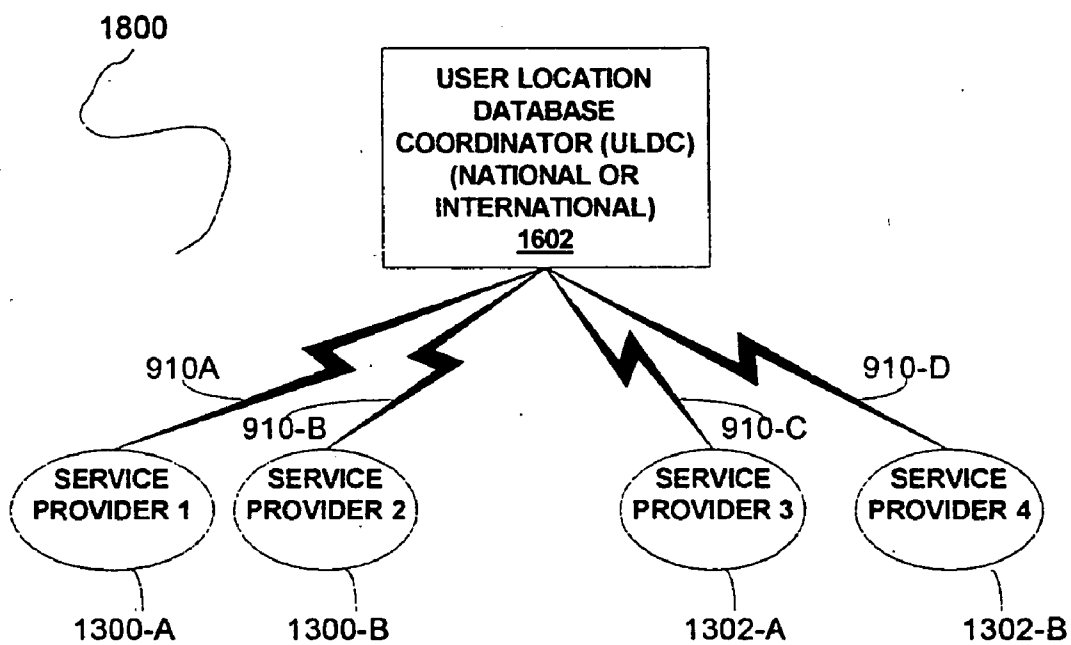 1800
USER LOCATION
DATABASE
COORDINATOR (ULDC)
(NATIONAL OR
INTERNATIONAL)
1602
910A
910-B
910-C
910-D
SERVICE
PROVIDER 1
SERVICE
PROVIDER 2
SERVICE
PROVIDER 3
SERVICE
PROVIDER 4
1300-A
1300-B
1302-A
1302-B